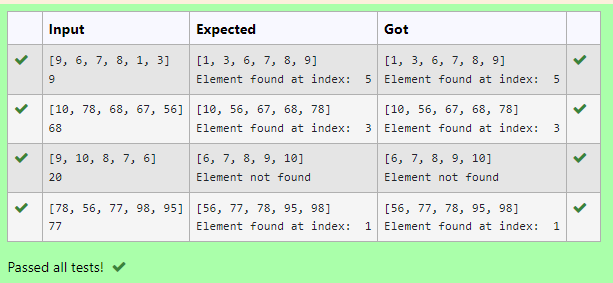 Input Expected Got
[9, 6, 7, 8, 1, 3] [1, 3, 6, 7, 8, 9] [1, 3, 6, 7, 8, 9]
9 Element found at index:  5 Element found at index:  5
[10, 78, 68, 67, 56] [10, 56, 67, 68, 78] [10, 56, 67, 68, 78]
68 Element found at index:  3 Element found at index:  3
[9, 10, 8, 7, 6] [6, 7, 8, 9, 10] [6, 7, 8, 9, 10]
20 Element not found Element not found
[78, 56, 77, 98, 95] [56, 77, 78, 95, 98] [56, 77, 78, 95, 98]
77 Element found at index:  1 Element found at index:  1
Passed all tests!